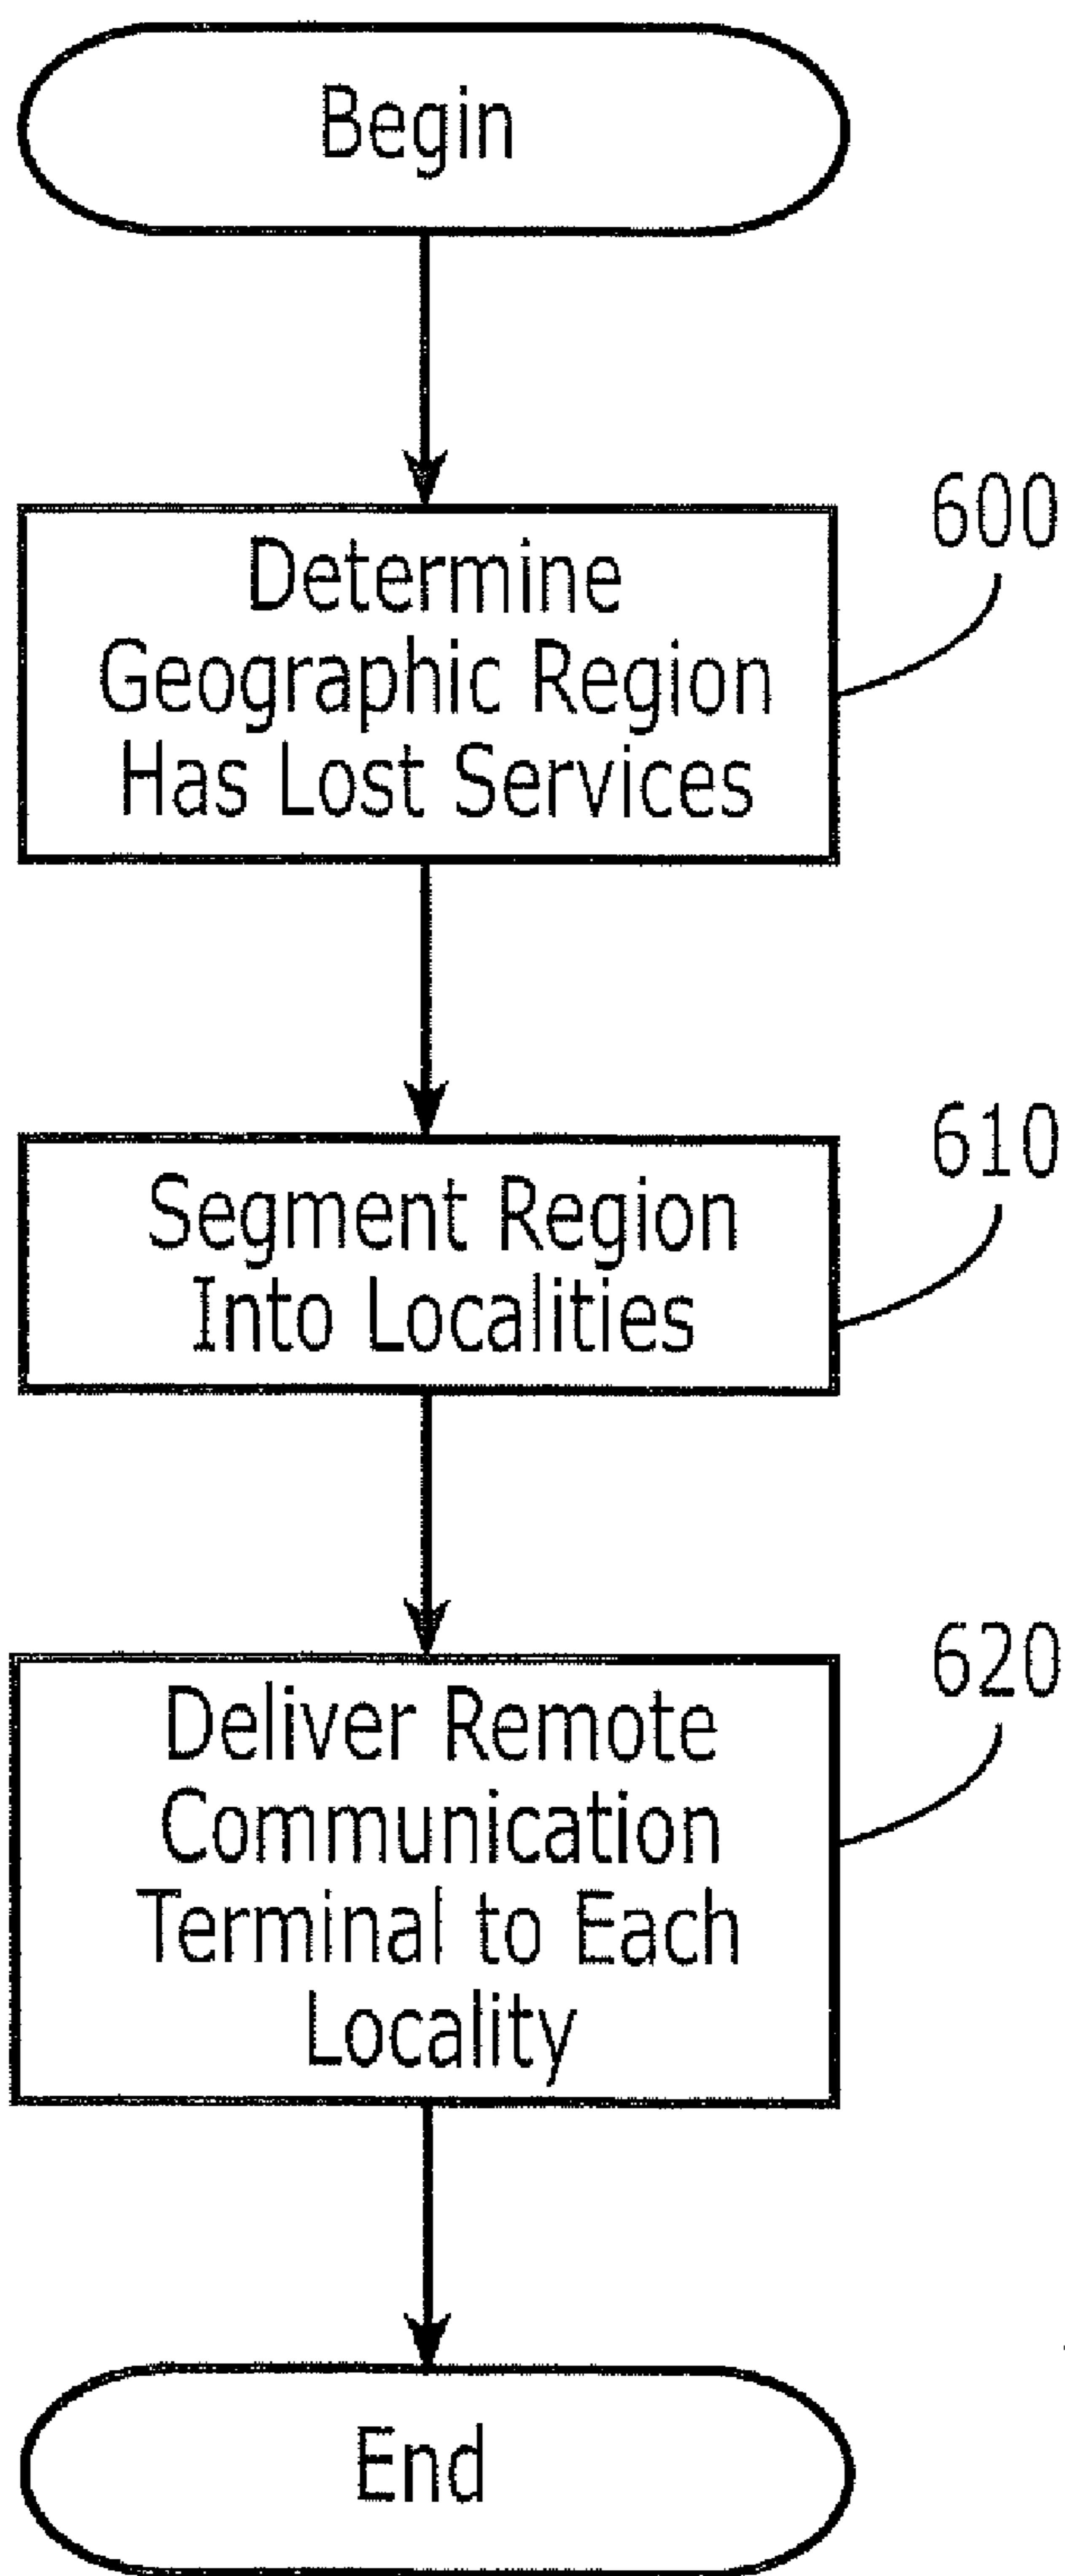 Begin
600
Determine
Geographic Region
Has Lost Services
610
Segment Region
Into Localities
620
Deliver Remote
Communication
Terminal to Each
Locality
End